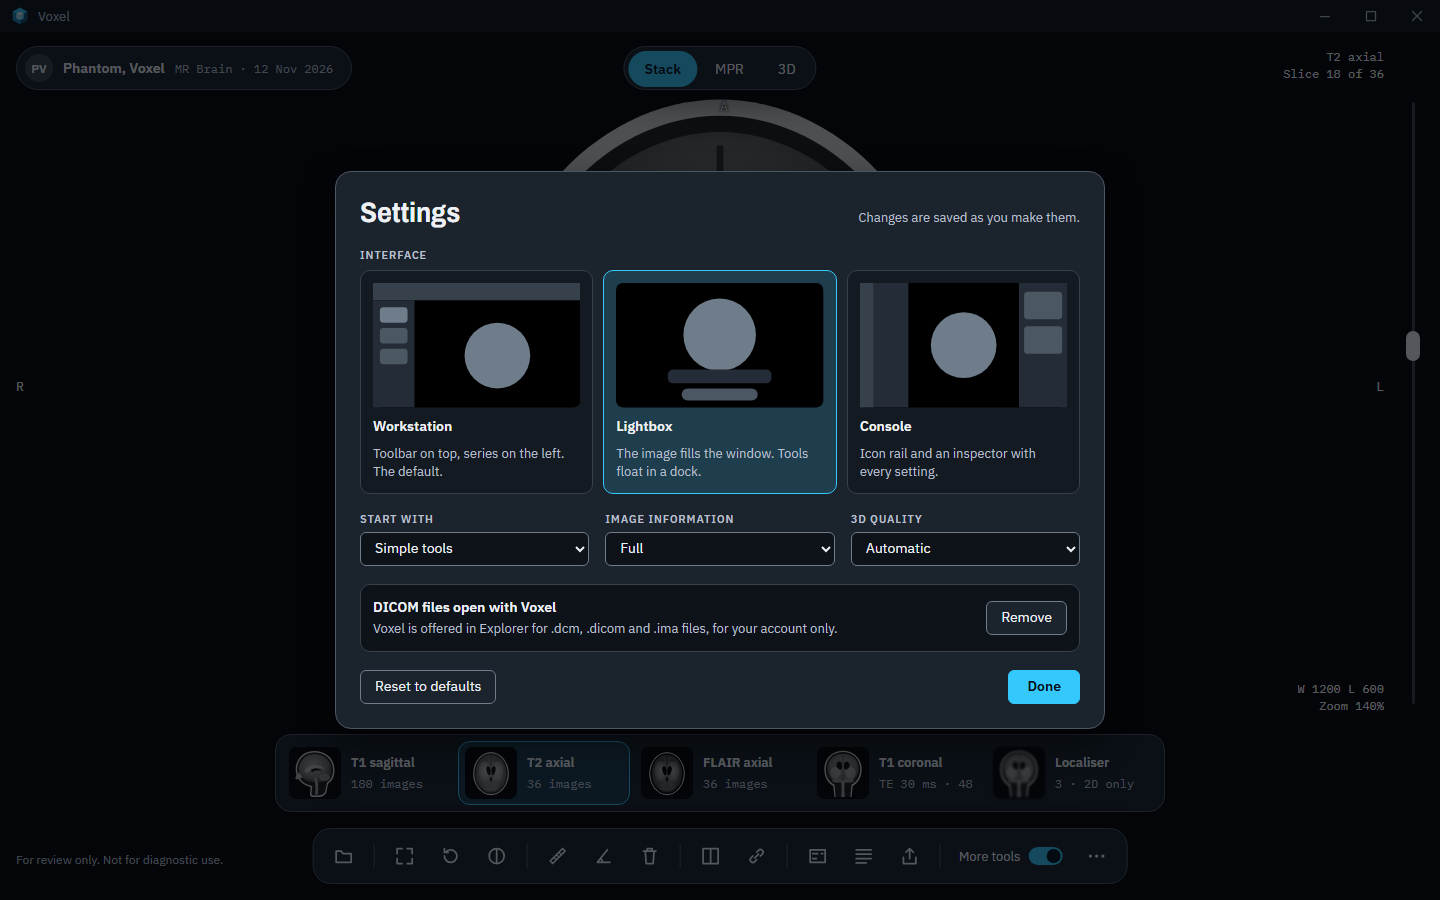 Voxel
PV Phantom, Voxel MR Brain · 12 Nov 2026
Stack MPR 3D
T2 axial
Slice 18 of 36
A
Settings
Changes are saved as you make them.
INTERFACE
Workstation
Toolbar on top, series on the left.
The default.
Lightbox
The image fills the window. Tools
float in a dock.
Console
Icon rail and an inspector with
every setting.
R
L
START WITH
Simple tools
IMAGE INFORMATION
Full
3D QUALITY
Automatic
DICOM files open with Voxel
Voxel is offered in Explorer for .dcm, .dicom and .ima files, for your account only.
Remove
Reset to defaults
Done
W 1200 L 600
Zoom 140%
T1 sagittal
180 images
T2 axial
36 images
FLAIR axial
36 images
T1 coronal
TE 30 ms · 48
Localiser
3 · 2D only
For review only. Not for diagnostic use.
More tools